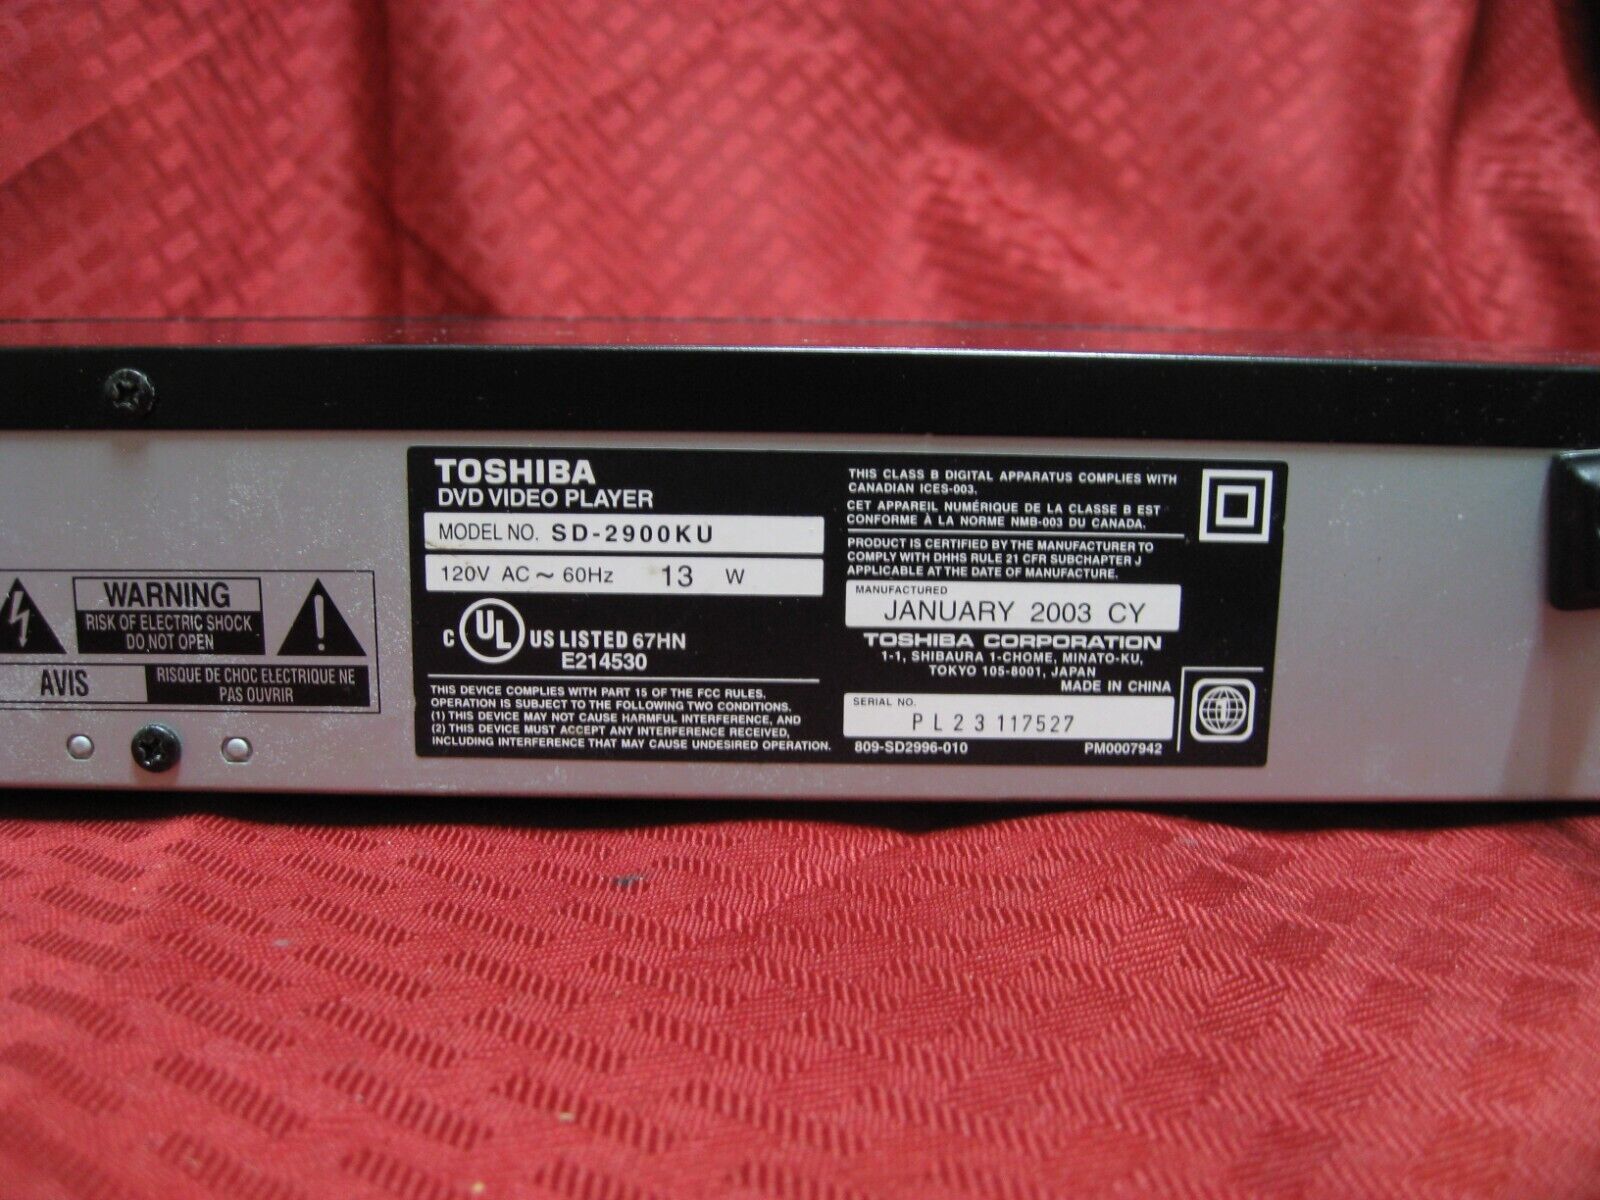 TOSHIBA
DVD VIDEO PLAYER
MODEL NO. SD-2900KU
120V AC ~ 60Hz 13 W
C UL US LISTED 67HN
E214530
THIS DEVICE COMPLIES WITH PART 15 OF THE FCC RULES.
OPERATION IS SUBJECT TO THE FOLLOWING TWO CONDITIONS.
(1) THIS DEVICE MAY NOT CAUSE HARMFUL INTERFERENCE, AND
(2) THIS DEVICE MUST ACCEPT ANY INTERFERENCE RECEIVED,
INCLUDING INTERFERENCE THAT MAY CAUSE UNDESIRED OPERATION.
THIS CLASS B DIGITAL APPARATUS COMPLIES WITH
CANADIAN ICES-003.
CET APPAREIL NUMÉRIQUE DE LA CLASSE B EST
CONFORME À LA NORME NMB-003 DU CANADA.
PRODUCT IS CERTIFIED BY THE MANUFACTURER TO
COMPLY WITH DHHS RULE 21 CFR SUBCHAPTER J
APPLICABLE AT THE DATE OF MANUFACTURE.
MANUFACTURED
JANUARY 2003 CY
TOSHIBA CORPORATION
1-1, SHIBAURA 1-CHOME, MINATO-KU,
TOKYO 105-8001, JAPAN
MADE IN CHINA
SERIAL NO.
PL23117527
809-SD2996-010 PM0007942
1
WARNING
RISK OF ELECTRIC SHOCK
DO NOT OPEN
!
AVIS
RISQUE DE CHOC ELECTRIQUE NE
PAS OUVRIR